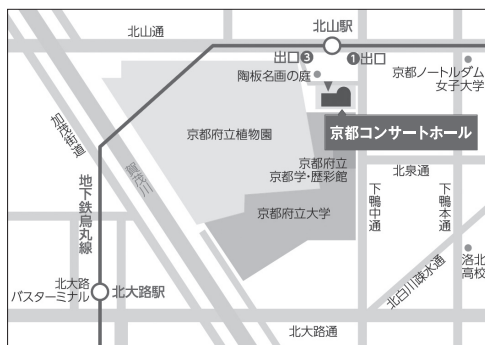 北山通
北山駅
出口❸
❶出口
陶板名画の庭
京都ノートルダム
女子大学
京都コンサートホール
加茂街道
賀茂川
京都府立植物園
京都府立
京都学・歴彩館
北泉通
地下鉄烏丸線
京都府立大学
下鴨中通
下鴨本通
洛北
高校
北白川疎水通
北大路
バスターミナル
北大路駅
北大路通